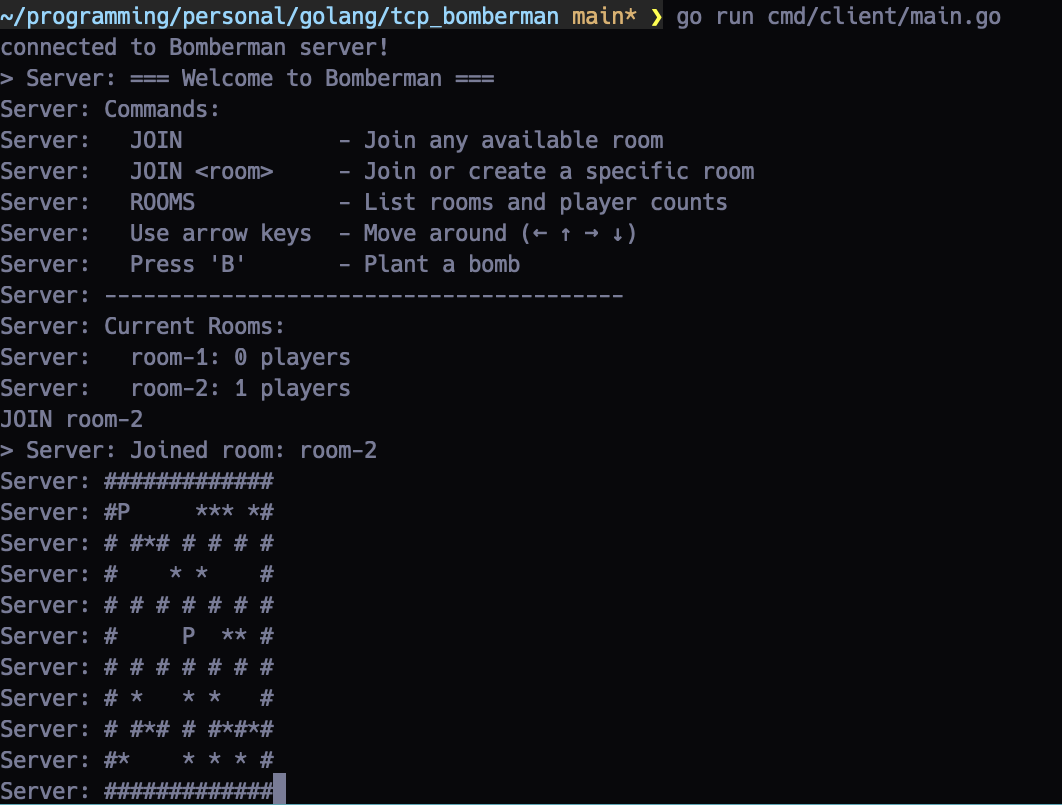 ~/programming/personal/golang/tcp_bomberman main* ❯ go run cmd/client/main.go
connected to Bomberman server!
> Server: === Welcome to Bomberman ===
Server: Commands:
Server:   JOIN            - Join any available room
Server:   JOIN <room>     - Join or create a specific room
Server:   ROOMS           - List rooms and player counts
Server:   Use arrow keys  - Move around (← ↑ → ↓)
Server:   Press 'B'       - Plant a bomb
Server: ----------------------------------------
Server: Current Rooms:
Server:   room-1: 0 players
Server:   room-2: 1 players
JOIN room-2
> Server: Joined room: room-2
Server: #############
Server: #P     *** *#
Server: # #*# # # # #
Server: #    * *    #
Server: # # # # # # #
Server: #     P  ** #
Server: # # # # # # #
Server: # *   * *   #
Server: # #*# # #*#*#
Server: #*    * * * #
Server: #############